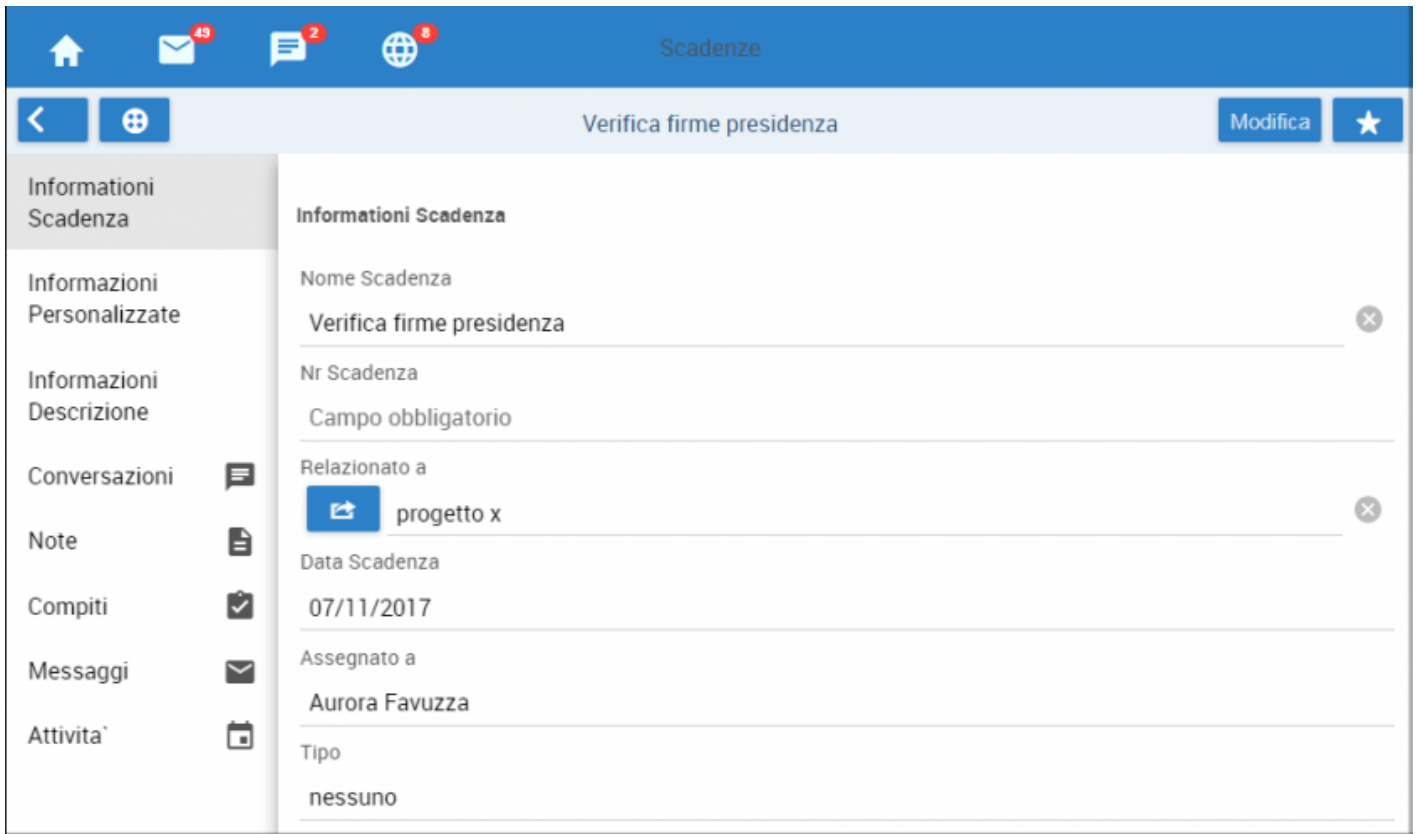 49
2
8
Scadenze
Verifica firme presidenza
Modifica
Informationi
Scadenza
Informazioni
Personalizzate
Informazioni
Descrizione
Conversazioni
Note
Compiti
Messaggi
Attivita`
Informationi Scadenza
Nome Scadenza
Verifica firme presidenza
Nr Scadenza
Campo obbligatorio
Relazionato a
progetto x
Data Scadenza
07/11/2017
Assegnato a
Aurora Favuzza
Tipo
nessuno